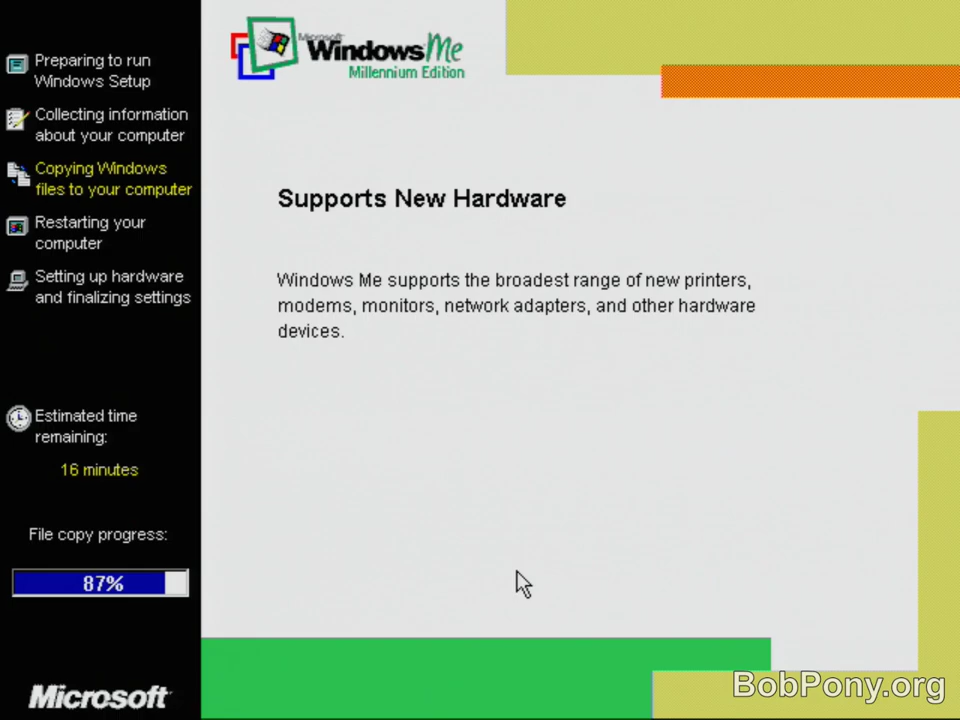 Preparing to run
Windows Setup
Collecting information
about your computer
Copying Windows
files to your computer
Restarting your
computer
Setting up hardware
and finalizing settings
Estimated time
remaining:
16 minutes
File copy progress:
87%
Microsoft
Microsoft
Windows Me
Millennium Edition
Supports New Hardware
Windows Me supports the broadest range of new printers,
modems, monitors, network adapters, and other hardware
devices.
BobPony.org